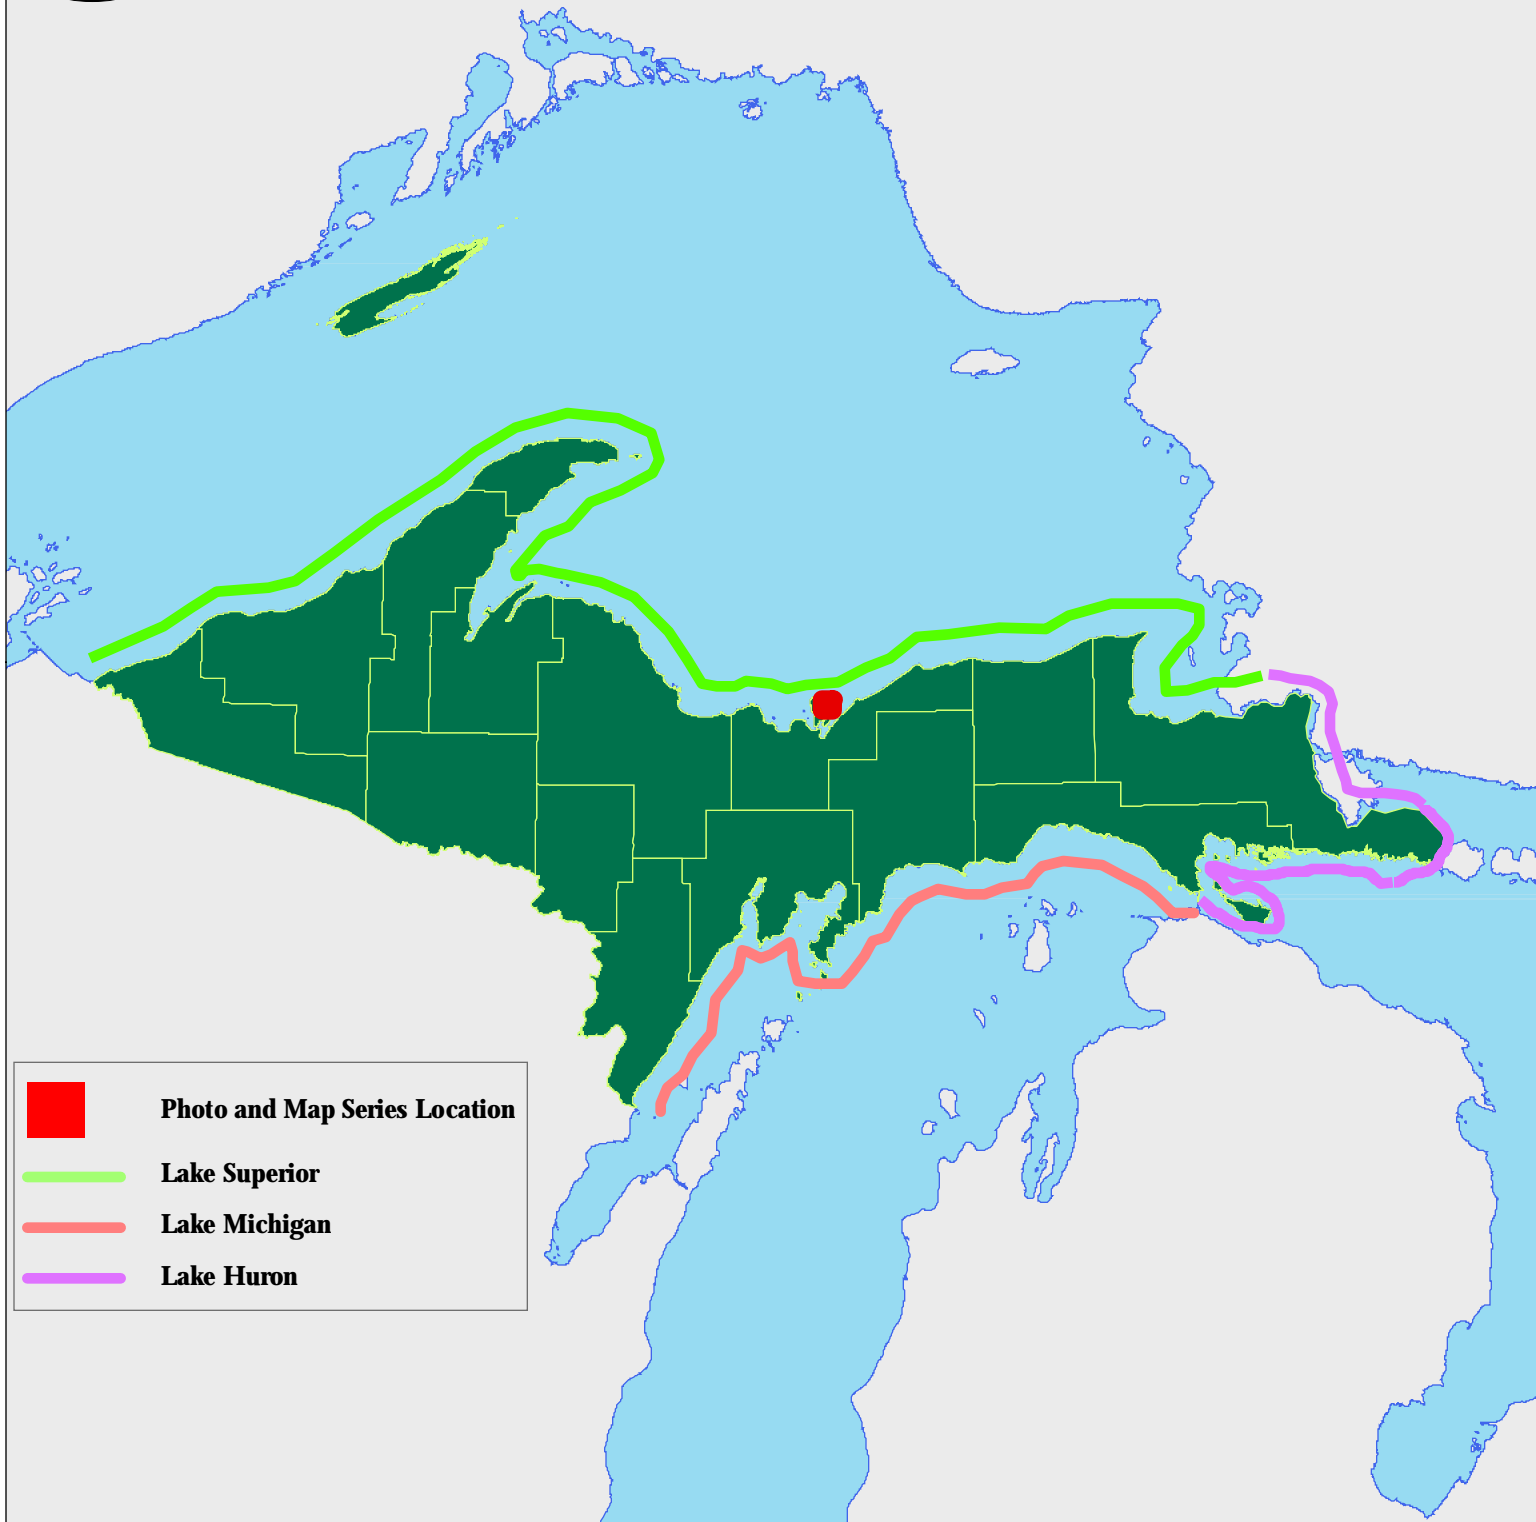 Photo and Map Series Location
Lake Superior
Lake Michigan
Lake Huron